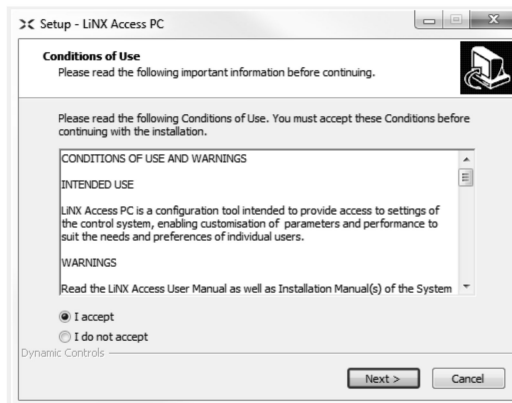 Setup - LiNX Access PC
Conditions of Use
Please read the following important information before continuing.
Please read the following Conditions of Use. You must accept these Conditions before
continuing with the installation.
CONDITIONS OF USE AND WARNINGS
INTENDED USE
LiNX Access PC is a configuration tool intended to provide access to settings of
the control system, enabling customisation of parameters and performance to
suit the needs and preferences of individual users.
WARNINGS
Read the LiNX Access User Manual as well as Installation Manual(s) of the System
I accept
I do not accept
Dynamic Controls
Next >
Cancel